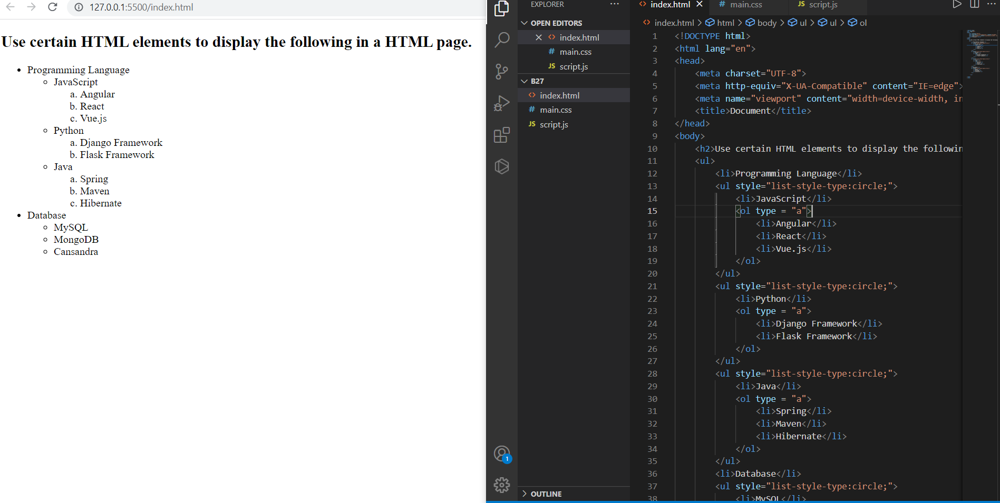 127.0.0.1:5500/index.html
Use certain HTML elements to display the following in a HTML page.
Programming Language
JavaScript
a. Angular
b. React
c. Vue.js
Python
a. Django Framework
b. Flask Framework
Java
a. Spring
b. Maven
c. Hibernate
Database
MySQL
MongoDB
Cansandra
EXPLORER
OPEN EDITORS
index.html
# main.css
JS script.js
B27
index.html
# main.css
JS script.js
1
OUTLINE
index.html # main.css JS script.js
index.html > html > body > ul > ul > ol
1 <!DOCTYPE html>
2 <html lang="en">
3 <head>
4 <meta charset="UTF-8">
5 <meta http-equiv="X-UA-Compatible" content="IE=edge">
6 <meta name="viewport" content="width=device-width, in
7 <title>Document</title>
8 </head>
9 <body>
10 <h2>Use certain HTML elements to display the followin
11 <ul>
12 <li>Programming Language</li>
13 <ul style="list-style-type:circle;">
14 <li>JavaScript</li>
15 <ol type = "a">
16 <li>Angular</li>
17 <li>React</li>
18 <li>Vue.js</li>
19 </ol>
20 </ul>
21 <ul style="list-style-type:circle;">
22 <li>Python</li>
23 <ol type = "a">
24 <li>Django Framework</li>
25 <li>Flask Framework</li>
26 </ol>
27 </ul>
28 <ul style="list-style-type:circle;">
29 <li>Java</li>
30 <ol type = "a">
31 <li>Spring</li>
32 <li>Maven</li>
33 <li>Hibernate</li>
34 </ol>
35 </ul>
36 <li>Database</li>
37 <ul style="list-style-type:circle;">
38 <li>MySQL</li>